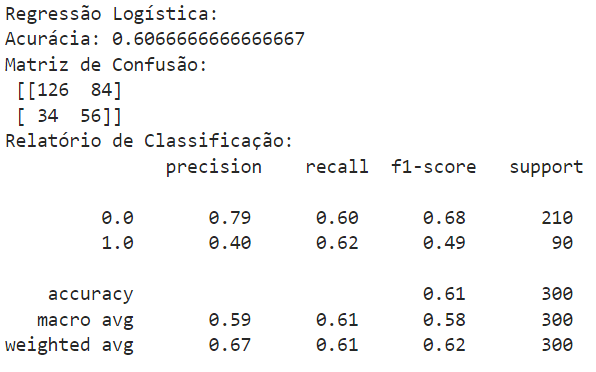 Regressão Logística:
Acurácia: 0.6066666666666667
Matriz de Confusão:
[[126  84]
[ 34  56]]
Relatório de Classificação:
precision    recall  f1-score   support
0.0       0.79      0.60      0.68       210
1.0       0.40      0.62      0.49        90
accuracy                           0.61       300
macro avg       0.59      0.61      0.58       300
weighted avg       0.67      0.61      0.62       300